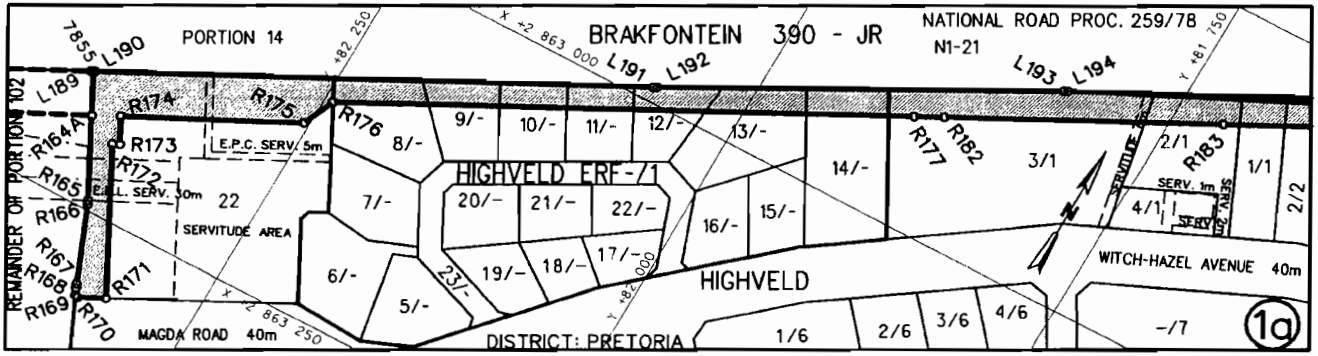 7855
L190
PORTION 14
Y +82 250
X +2 863 000
BRAKFONTEIN 390 - JR
NATIONAL ROAD PROC. 259/78
N1-21
Y +81 750
L189
L191
L192
L193
L194
R174
R175
R176
R164A
R173
R172
E.P.C. SERV. 5m
8/-
9/-
10/-
11/-
12/-
13/-
R177
R182
R183
3/1
2/1
1/1
2/2
14/-
HIGHVELD ERF-/1
R165
R166
22
7/-
20/-
21/-
22/-
16/-
15/-
SERVITUDE
SERV. 1m
4/1
SERV.
SERV. 2m
REMAINDER OF PORTION 102
SERVITUDE AREA
N
R167
R168
R169
R170
R171
6/-
5/-
23/-
19/-
18/-
17/-
Y +82 000
HIGHVELD
WITCH-HAZEL AVENUE 40m
X +2 863 250
MAGDA ROAD 40m
DISTRICT: PRETORIA
1/6
2/6
3/6
4/6
-/7
1a